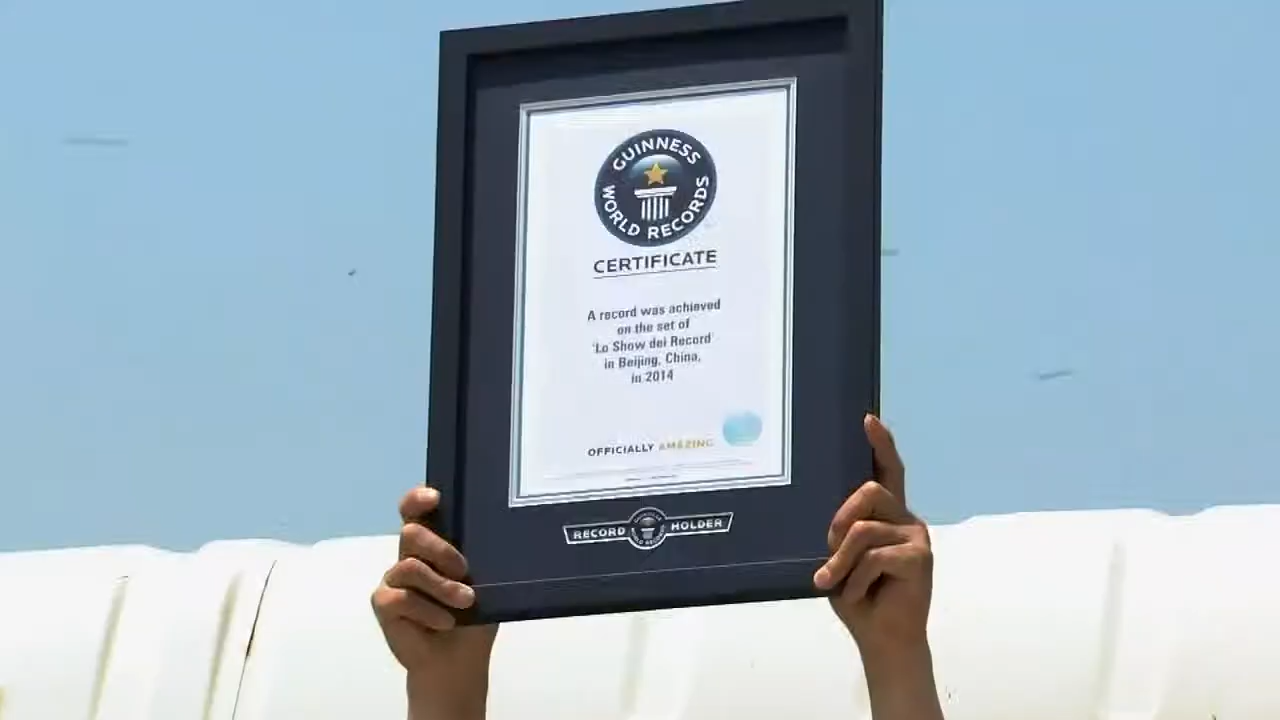 GUINNESS
WORLD RECORDS
CERTIFICATE
A record was achieved
on the set of
'Lo Show dei Record'
in Beijing, China,
in 2014
OFFICIALLY AMAZING
RECORD HOLDER